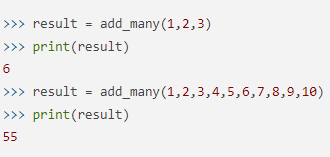 >>> result = add_many(1,2,3)
>>> print(result)
6
>>> result = add_many(1,2,3,4,5,6,7,8,9,10)
>>> print(result)
55